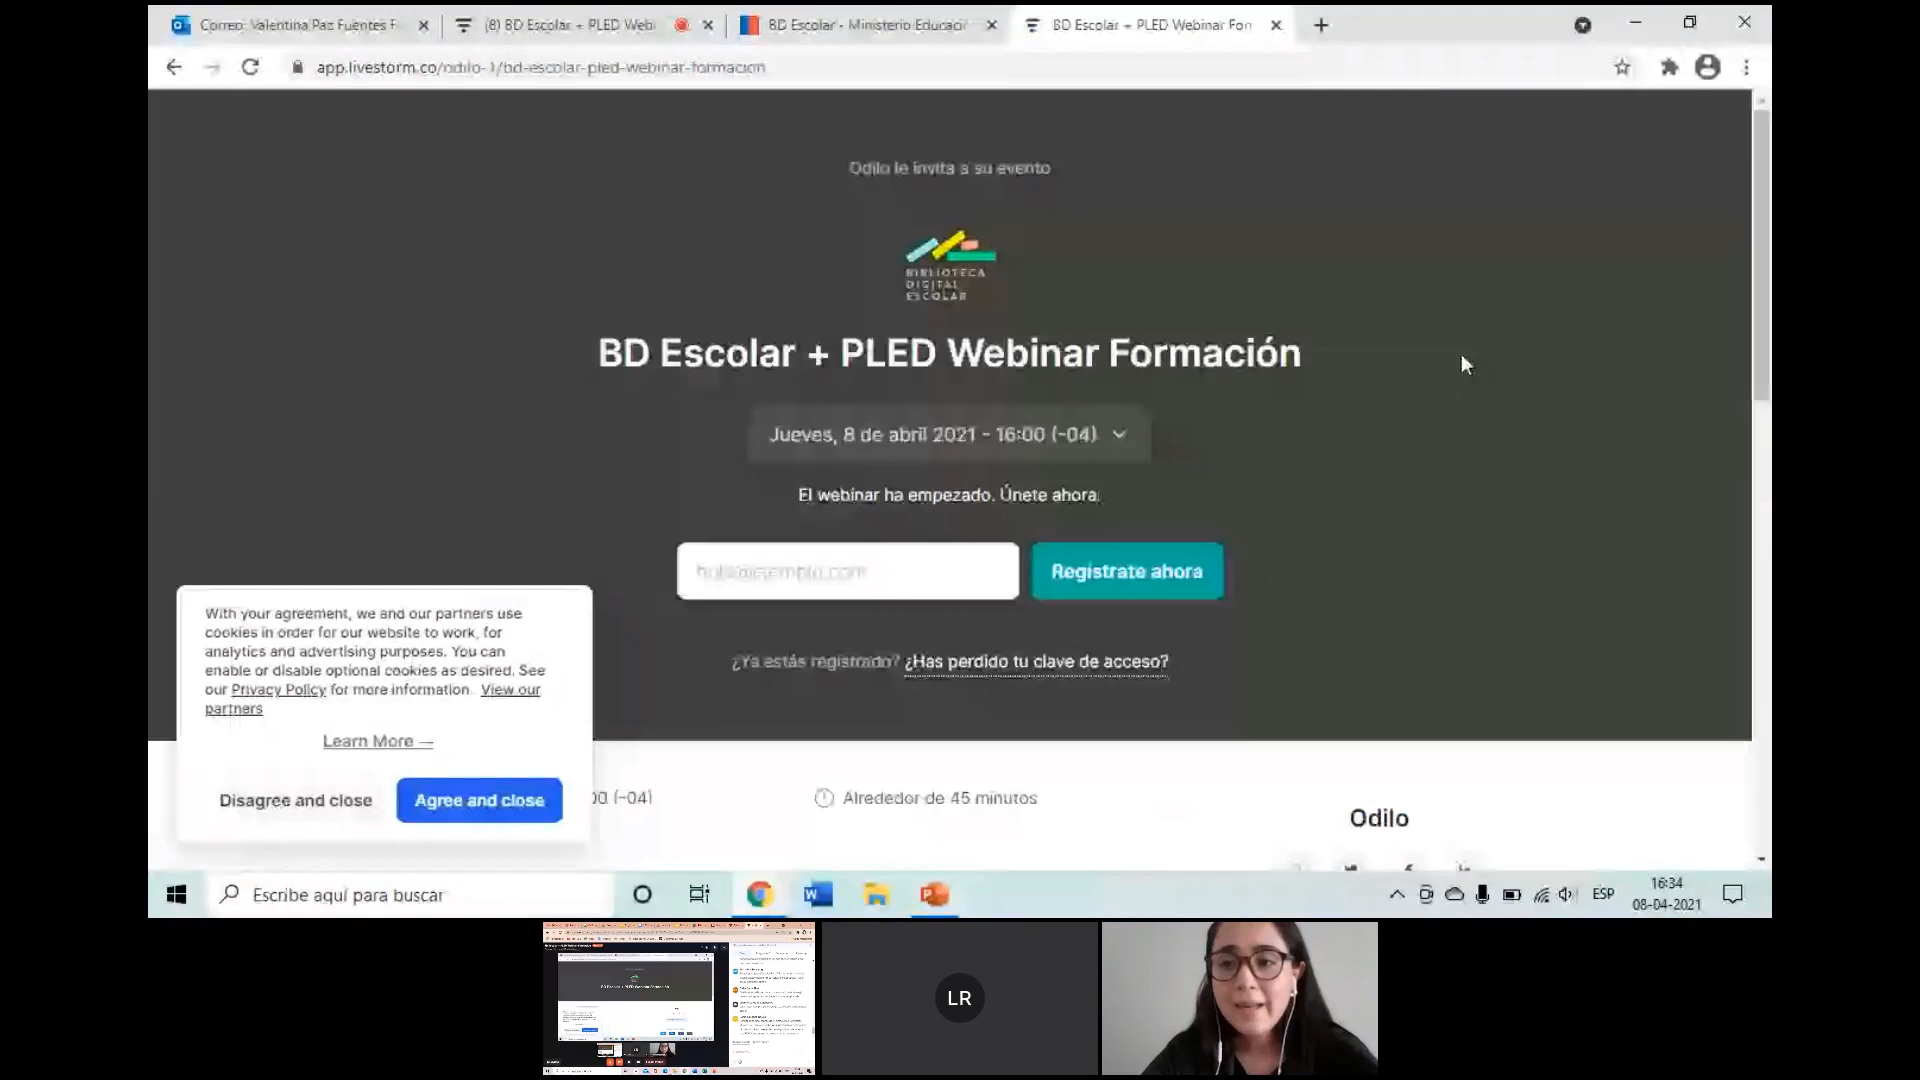 Correo: Valentina Paz Fuentes F
(8) BD Escolar + PLED Webi
BD Escolar - Ministerio Educaci
BD Escolar + PLED Webinar For
app.livestorm.co/odilo-1/bd-escolar-pled-webinar-formacion
Odilo le invita a su evento
BIBLIOTECA
DIGITAL
ESCOLAR
BD Escolar + PLED Webinar Formación
Jueves, 8 de abril 2021 - 16:00 (-04)
El webinar ha empezado. Únete ahora.
hola@ejemplo.com
Registrate ahora
¿Ya estás registrado? ¿Has perdido tu clave de acceso?
With your agreement, we and our partners use
cookies in order for our website to work, for
analytics and advertising purposes. You can
enable or disable optional cookies as desired. See
our Privacy Policy for more information. View our
partners
Learn More →
Disagree and close
Agree and close
00 (-04)
Alrededor de 45 minutos
Odilo
Escribe aquí para buscar
ESP
16:34
08-04-2021
LR